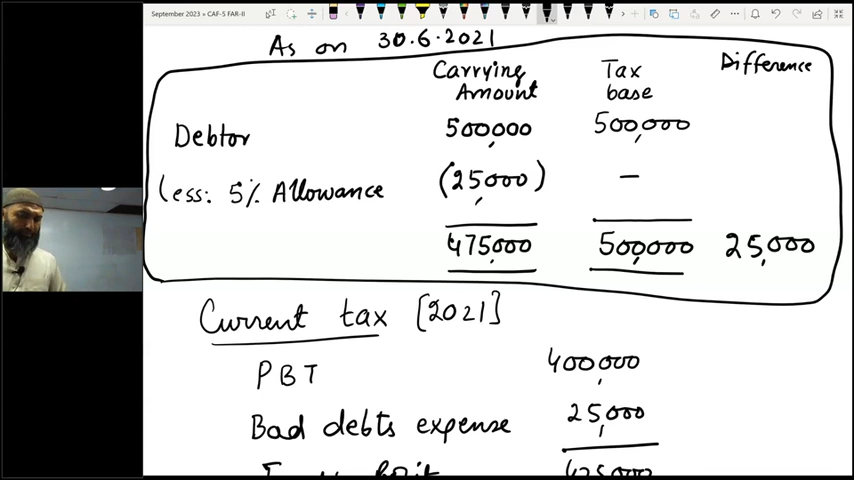 September 2023 » CAF-5 FAR-II
As on 30.6.2021
Carrying Amount Tax base Difference
Debtor 500,000 500,000
less: 5% Allowance (25,000) —
475,000 500,000 25,000
Current tax [2021]
PBT 400,000
Bad debts expense 25,000
425,000